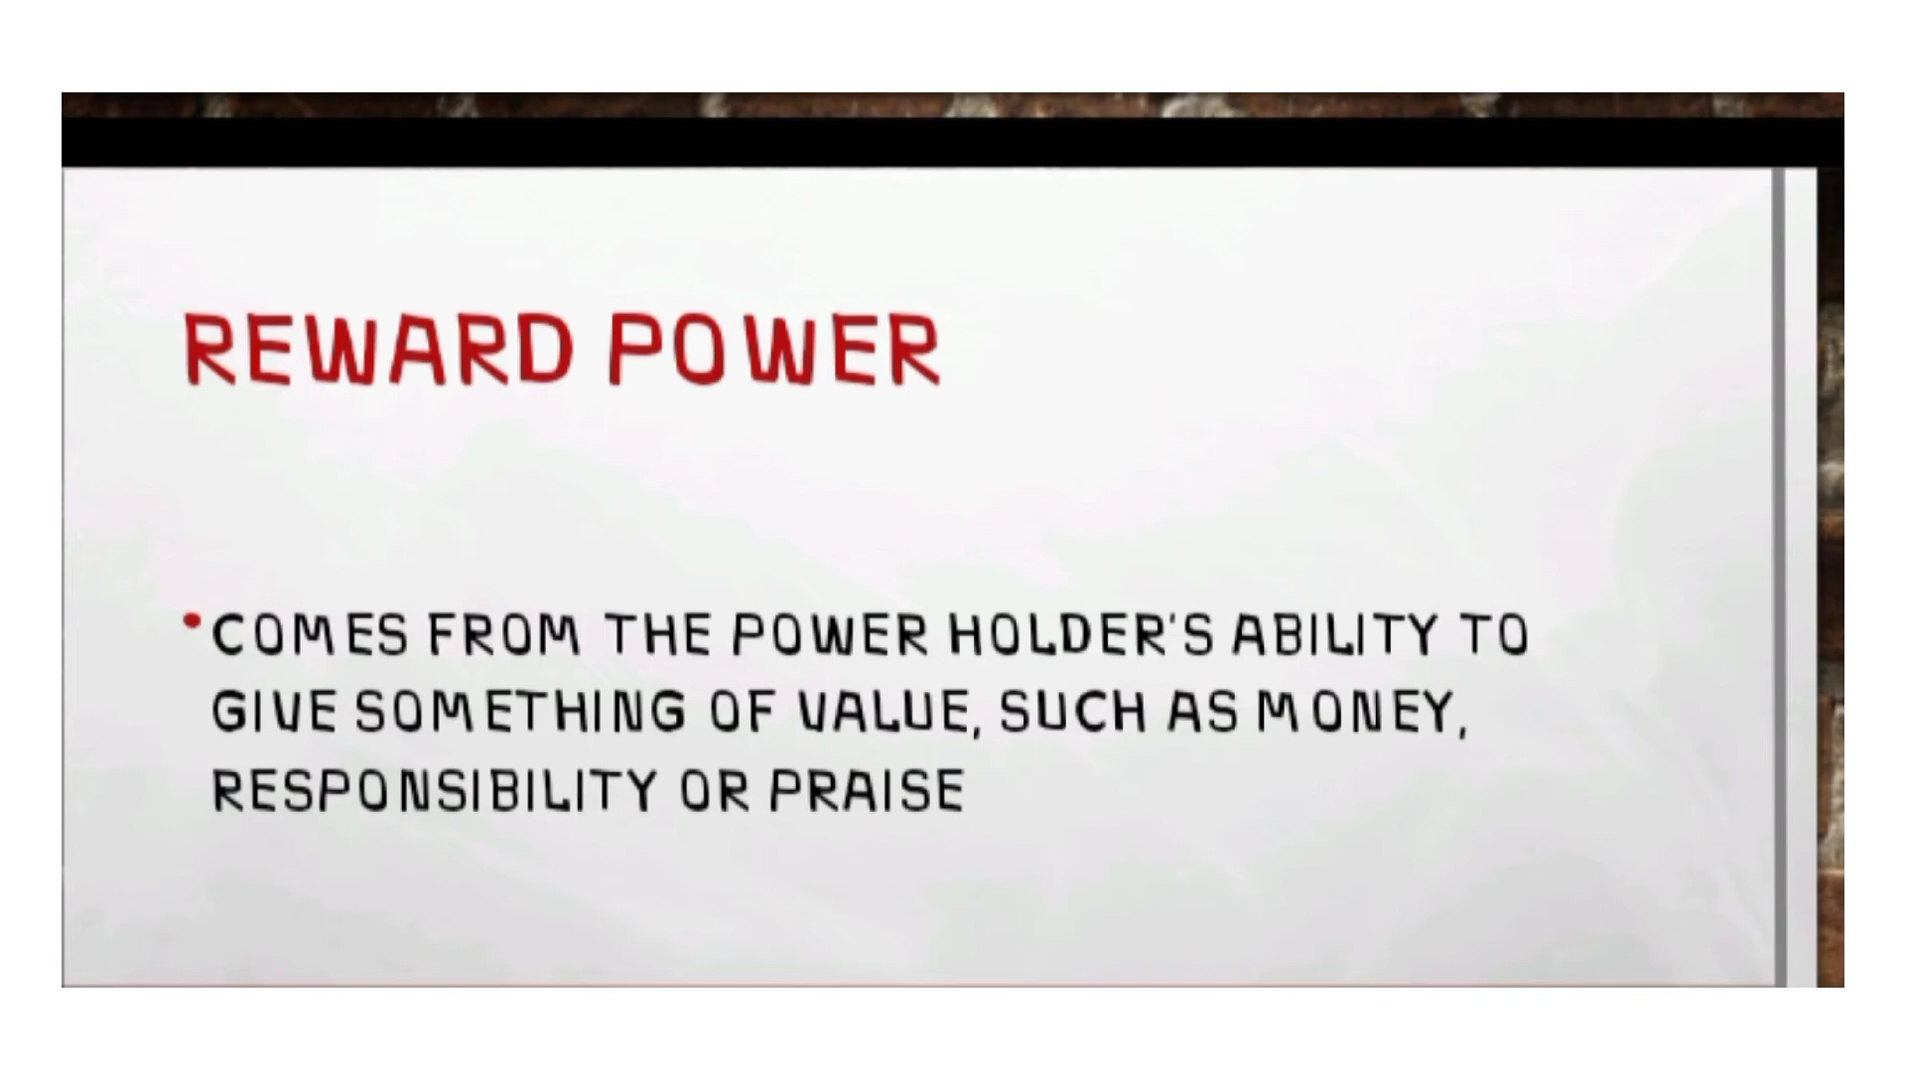 REWARD POWER
• COMES FROM THE POWER HOLDER'S ABILITY TO
GIVE SOMETHING OF VALUE, SUCH AS MONEY,
RESPONSIBILITY OR PRAISE